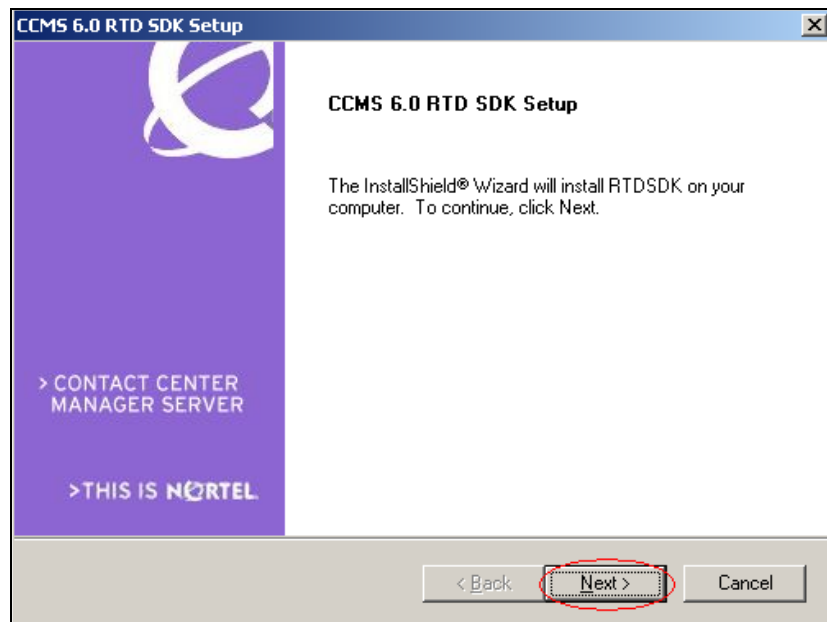 CCMS 6.0 RTD SDK Setup
CCMS 6.0 RTD SDK Setup
The InstallShield® Wizard will install RTDSDK on your
computer. To continue, click Next.
> CONTACT CENTER
MANAGER SERVER
>THIS IS NORTEL
< Back
Next >
Cancel